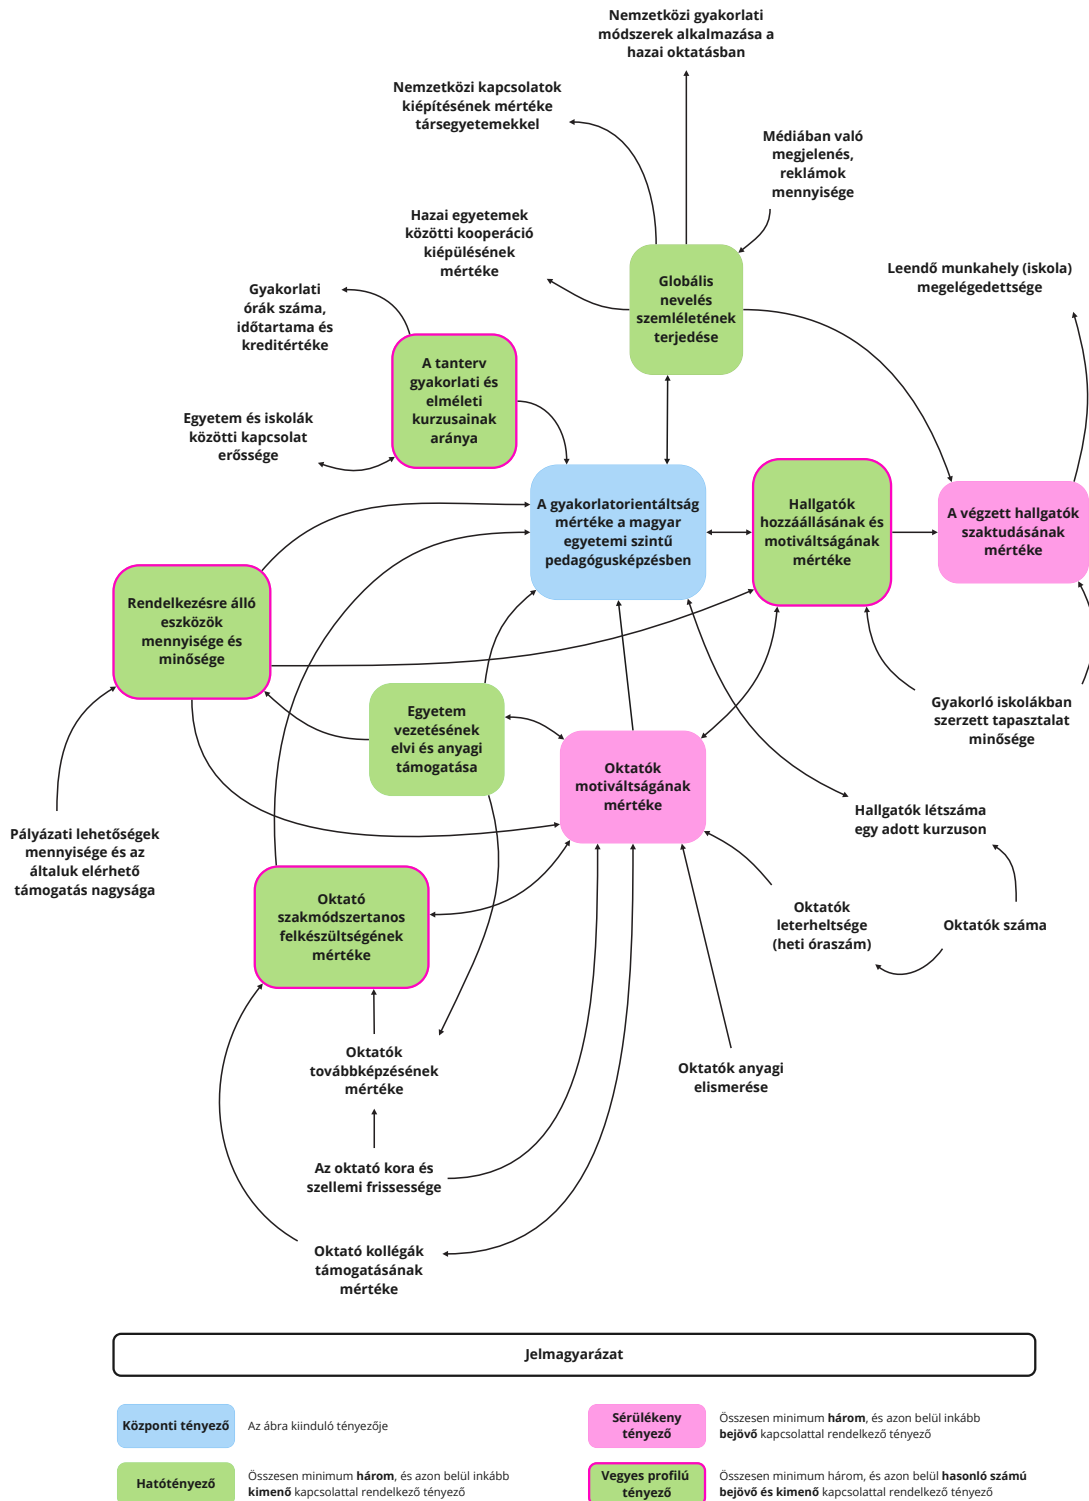 Nemzetközi gyakorlati
módszerek alkalmazása a
hazai oktatásban
Nemzetközi kapcsolatok
kiépítésének mértéke
társegyetemekkel
Médiában való
megjelenés,
reklámok
mennyisége
Hazai egyetemek
közötti kooperáció
kiépülésének
mértéke
Globális
nevelés
szemléletének
terjedése
Leendő munkahely (iskola)
megelégedettsége
Gyakorlati
órák száma,
időtartama és
kreditértéke
A tanterv
gyakorlati és
elméleti
kurzusainak
aránya
Egyetem és iskolák
közötti kapcsolat
erőssége
A gyakorlatorientáltság
mértéke a magyar
egyetemi szintű
pedagógusképzésben
Hallgatók
hozzáállásának és
motiváltságának
mértéke
A végzett hallgatók
szaktudásának
mértéke
Rendelkezésre álló
eszközök
mennyisége és
minősége
Egyetem
vezetésének
elvi és anyagi
támogatása
Gyakorló iskolákban
szerzett tapasztalat
minősége
Oktatók
motiváltságának
mértéke
Hallgatók létszáma
egy adott kurzuson
Pályázati lehetőségek
mennyisége és az
általuk elérhető
támogatás nagysága
Oktató
szakmódszertanos
felkészültségének
mértéke
Oktatók
leterheltsége
(heti óraszám)
Oktatók száma
Oktatók
továbbképzésének
mértéke
Oktatók anyagi
elismerése
Az oktató kora és
szellemi frissessége
Oktató kollégák
támogatásának
mértéke
Jelmagyarázat
Központi tényező
Az ábra kiinduló tényezője
Sérülékeny
tényező
Összesen minimum három, és azon belül inkább
bejövő kapcsolattal rendelkező tényező
Hatótényező
Összesen minimum három, és azon belül inkább
kimenő kapcsolattal rendelkező tényező
Vegyes profilú
tényező
Összesen minimum három, és azon belül hasonló számú
bejövő és kimenő kapcsolattal rendelkező tényező